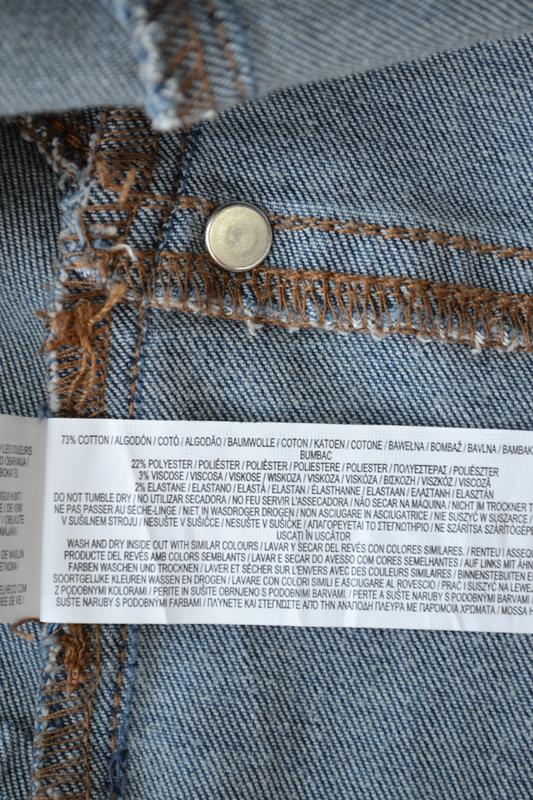 73% COTTON / ALGODÓN / COTÓ / ALGODÃO / BAUMWOLLE / COTON / KATOEN / COTONE / BAWEŁNA / BOMBAŽ / BAVLNA / BAMBAK
BUMBAC
22% POLYESTER / POLIÉSTER / POLIÈSTER / POLIESTERE / POLIESTER / ΠΟΛΥΕΣΤΕΡΑΣ / POLIÉSZTER
3% VISCOSE / VISCOSA / VISKOSE / WISKOZA / VISKOZA / VISKÓZA / ΒΙΣΚΟΖΗ / VISZKÓZ / VISCOZĂ
2% ELASTANE / ELASTANO / ELASTÀ / ELASTAN / ÉLASTHANNE / ELASTAAN / ΕΛΑΣΤΑΝΗ / ELASZTÁN
DO NOT TUMBLE DRY / NO UTILIZAR SECADORA / NO FEU SERVIR L'ASSECADORA / NÃO SECAR NA MÁQUINA / NICHT IM TROCKNER
NE PAS PASSER AU SÈCHE-LINGE / NIET IN WASDROGER DROGEN / NON ASCIUGARE IN ASCIUGATRICE / NIE SUSZYĆ W SUSZARCE /
V SUŠILNEM STROJU / NESUŠTE V SUŠIČCE / NESUŠIŤ V SUŠIČKE / ΑΠΑΓΟΡΕΥΕΤΑΙ ΤΟ ΣΤΕΓΝΩΤΗΡΙΟ / NE SZÁRÍTSA SZÁRÍTÓGÉPE
USCAȚI ÎN USCĂTOR
WASH AND DRY INSIDE OUT WITH SIMILAR COLOURS / LAVAR Y SECAR DEL REVÉS CON COLORES SIMILARES. / RENTEU I ASSEQU
PRODUCTE DEL REVÉS AMB COLORS SEMBLANTS / LAVAR E SECAR DO AVESSO COM CORES SEMELHANTES / AUF LINKS MIT ÄHN
FARBEN WASCHEN UND TROCKNEN / LAVER ET SÉCHER SUR L'ENVERS AVEC DES COULEURS SIMILAIRES / BINNENSTEBUITEN E
SOORTGELIJKE KLEUREN WASSEN EN DROGEN / LAVARE CON COLORI SIMILI E ASCIUGARE AL ROVESCIO / PRAĆ I SUSZYĆ NA LEWE
Z PODOBNYMI KOLORAMI / PERITE IN SUŠITE OBRNJENO S PODOBNIMI BARVAMI. / PERTE A SUŠTE NARUBY S PODOBNÝMI BARVAMI
SUŠTE NARUBY S PODOBNÝMI FARBAMI / ΠΛΥΝΕΤΕ ΚΑΙ ΣΤΕΓΝΩΣΤΕ ΤΗΝ ΑΝΑΠΟΔΗ ΠΛΕΥΡΑ ΜΕ ΠΑΡΟΜΟΙΑ ΧΡΩΜΑΤΑ / MOSSA